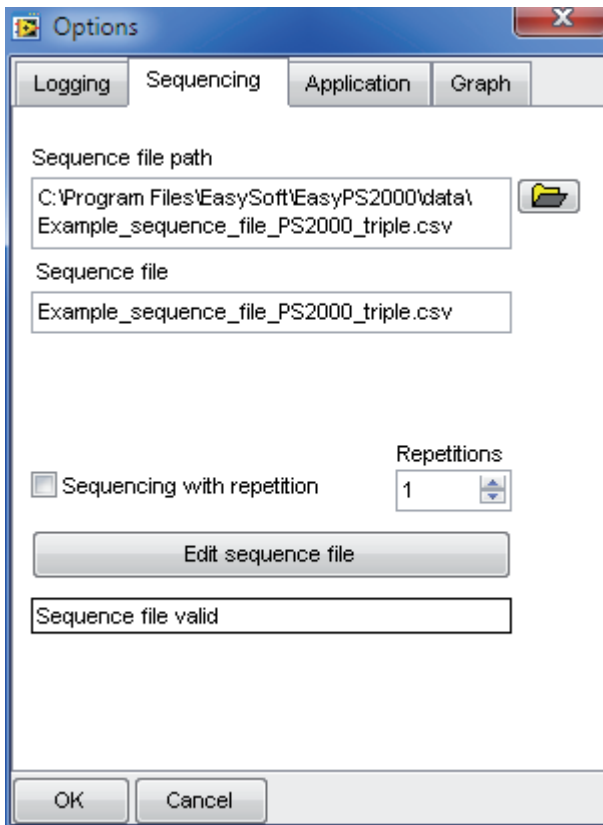 Options
Logging
Sequencing
Application
Graph
Sequence file path
C:\Program Files\EasySoft\EasyPS2000\data\
Example_sequence_file_PS2000_triple.csv
Sequence file
Example_sequence_file_PS2000_triple.csv
Repetitions
Sequencing with repetition
1
Edit sequence file
Sequence file valid
OK
Cancel